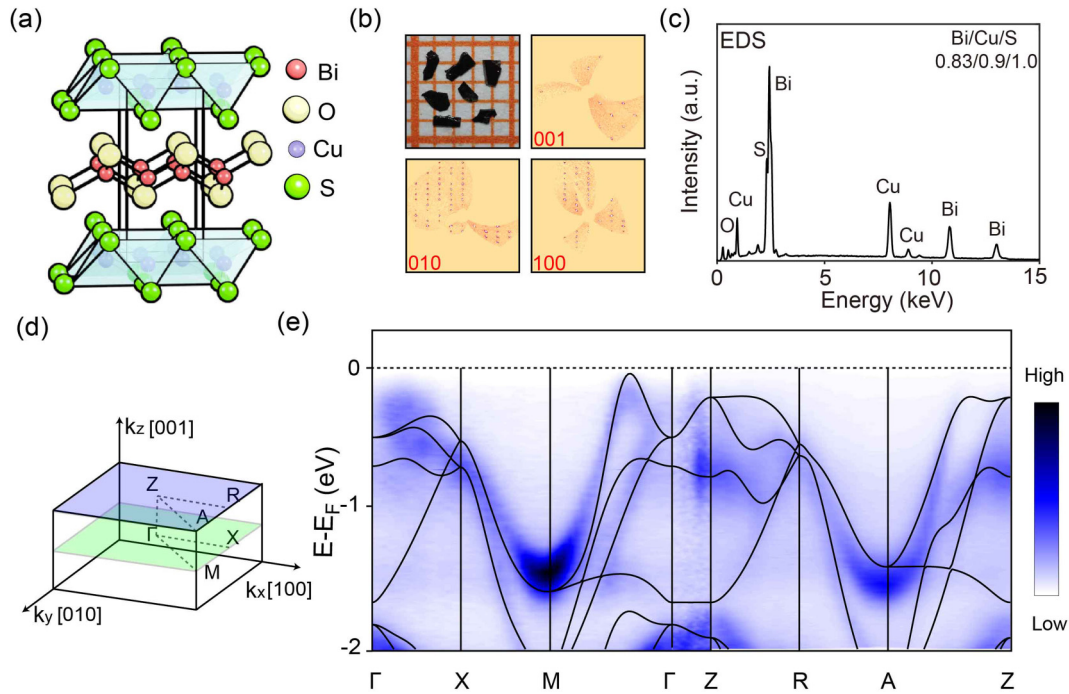 (a)
Bi
O
Cu
S
(b)
001
010
100
(c)
EDS
Bi/Cu/S
0.83/0.9/1.0
Bi
S
Cu
O
Cu
Cu
Bi
Bi
Intensity (a.u.)
0
5
10
15
Energy (keV)
(d)
kz [001]
Z
R
A
Γ
X
M
kx [100]
ky [010]
(e)
0
-1
-2
E-EF (eV)
Γ
X
M
Γ
Z
R
A
Z
High
Low